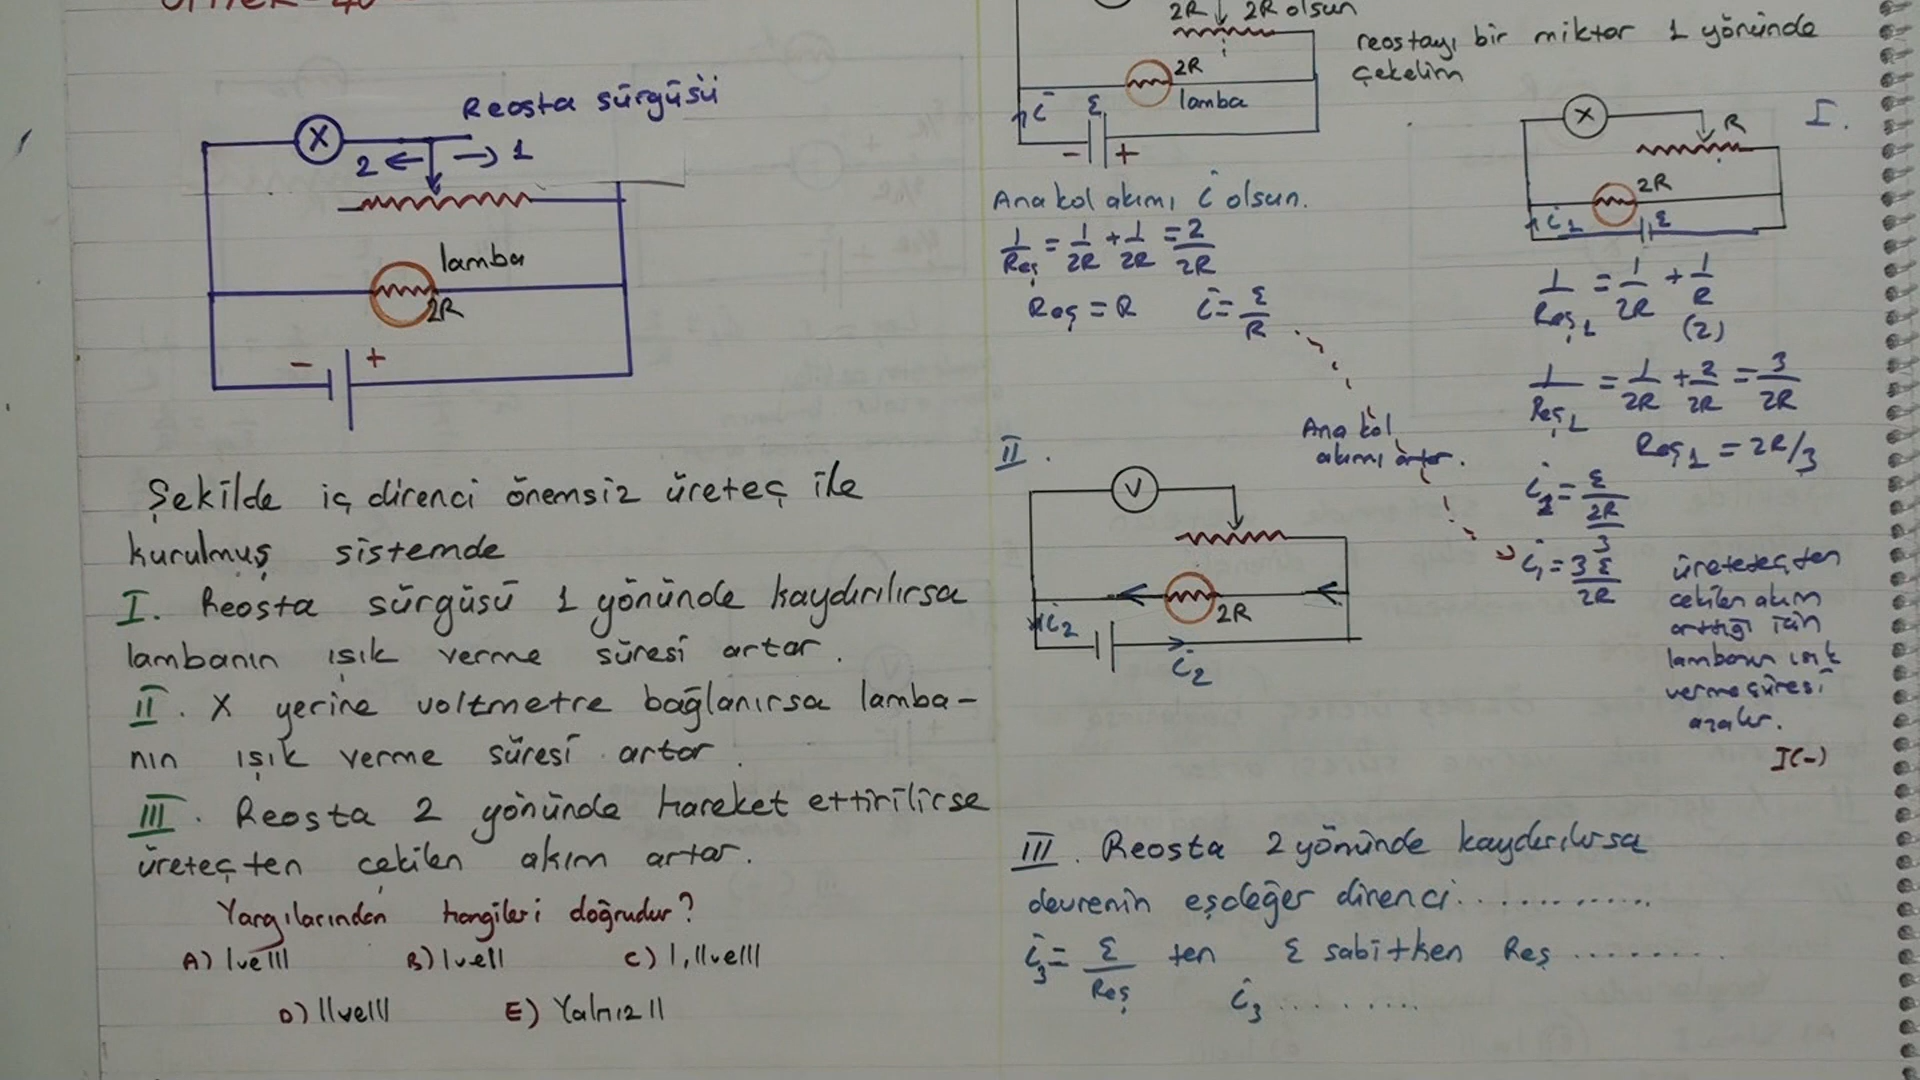 Reosta sürgüsü
X
2 ← → 1
lamba
2R
- +
Şekilde iç direnci önemsiz üreteç ile
kurulmuş sistemde
I. Reosta sürgüsü 1 yönünde kaydırılırsa
lambanın ışık verme süresi artar.
II. X yerine voltmetre bağlanırsa lamba-
nın ışık verme süresi artar.
III. Reosta 2 yönünde hareket ettirilirse
üreteçten çekilen akım artar.
Yargılarından hangileri doğrudur?
A) I ve III B) I ve II C) I, II ve III
D) II ve III E) Yalnız II
2R 2R olsun
2R
lamba
i ε
- +
reostayı bir miktar 1 yönünde
çekelim
Ana kol akımı i olsun.
1/Reş = 1/2R + 1/2R = 2/2R
Reş = R i = ε/R
Ana kol
akımı artar.
I.
X
R
2R
i1 ε
1/Reş1 = 1/2R + 1/R
(2)
1/Reş1 = 1/2R + 2/2R = 3/2R
Reş1 = 2R/3
= ε/2R/3
i1 = 3ε/2R
üreteçten
çekilen akım
arttığı için
lambanın ışık
verme süresi
azalır.
I(-)
II.
V
2R
i2
i2
III. Reosta 2 yönünde kaydırılırsa
devrenin eşdeğer direnci............
i3 = ε/Reş ten ε sabitken Reş .........
i3 .........